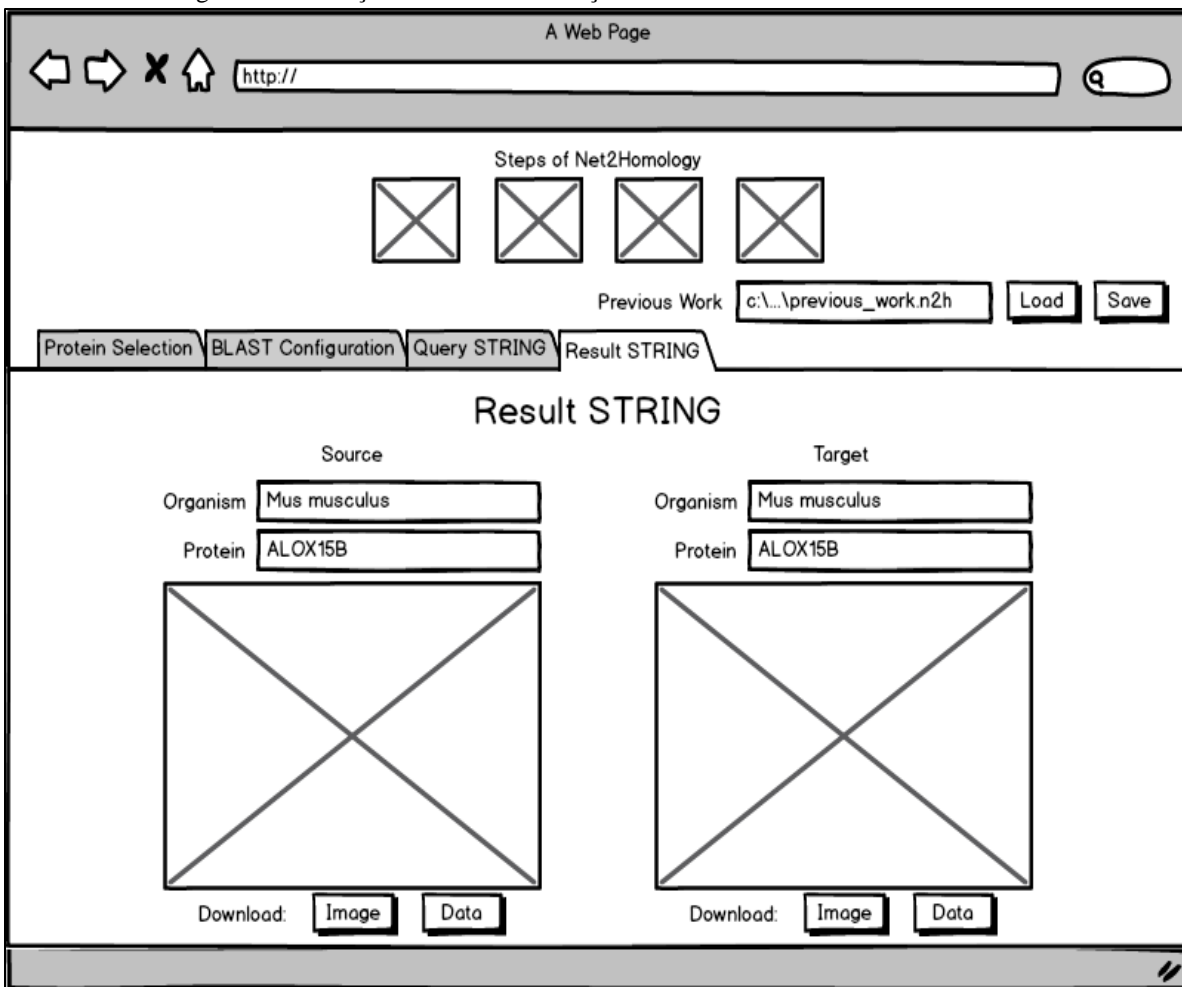 A Web Page
http://
Steps of Net2Homology
Previous Work c:\...\previous_work.n2h Load Save
Protein Selection BLAST Configuration Query STRING Result STRING
Result STRING
Source Target
Organism Mus musculus Organism Mus musculus
Protein ALOX15B Protein ALOX15B
Download: Image Data Download: Image Data